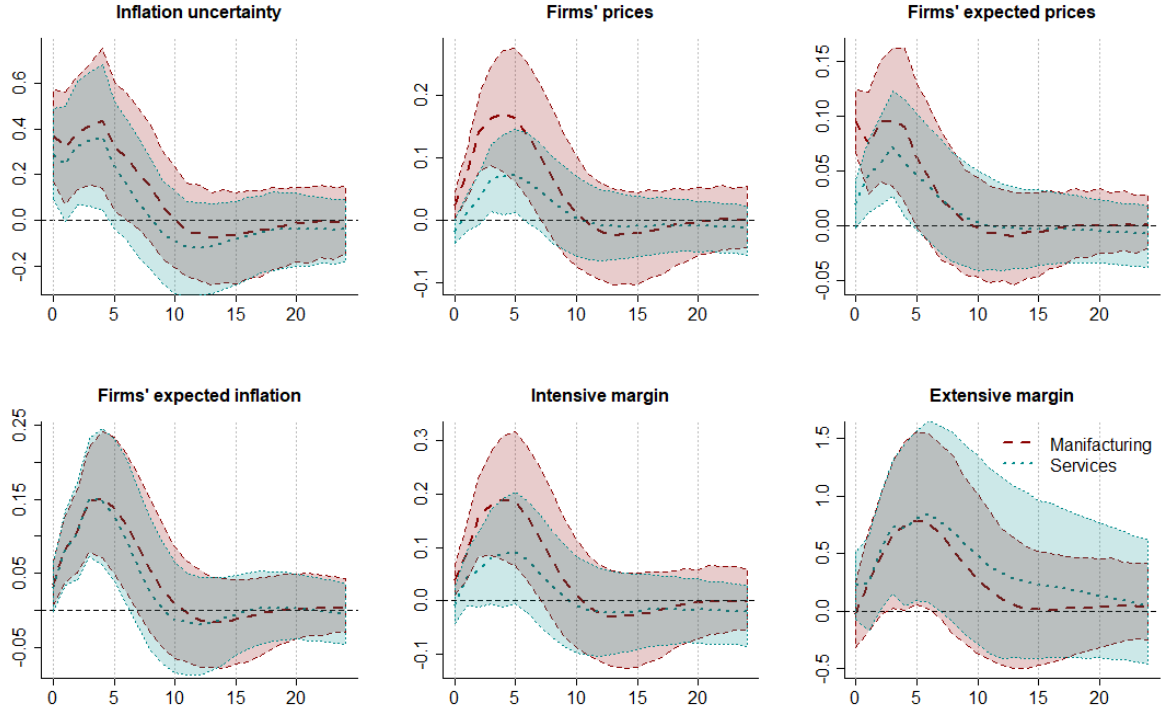 Inflation uncertainty
0.6
0.4
0.2
0.0
-0.2
0 5 10 15 20
Firms' prices
0.2
0.1
0.0
-0.1
0 5 10 15 20
Firms' expected prices
0.15
0.10
0.05
0.00
-0.05
0 5 10 15 20
Firms' expected inflation
0.25
0.15
0.05
-0.05
0 5 10 15 20
Intensive margin
0.3
0.2
0.1
0.0
-0.1
0 5 10 15 20
Extensive margin
1.5
1.0
0.5
0.0
-0.5
0 5 10 15 20
Manifacturing
Services